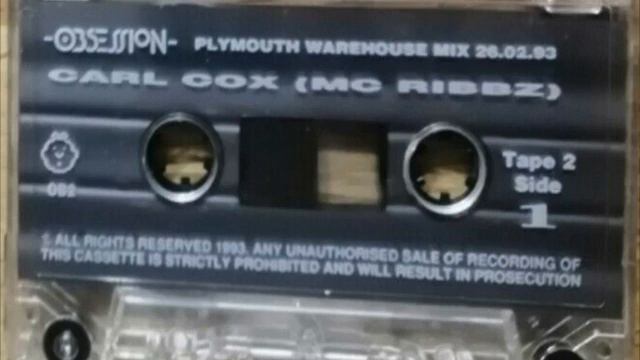 -OBSESSION- PLYMOUTH WAREHOUSE MIX 26.02.93
CARL COX (MC RIBBZ)
Tape 2
Side
1
092
© ALL RIGHTS RESERVED 1993. ANY UNAUTHORISED SALE OF RECORDING OF
THIS CASSETTE IS STRICTLY PROHIBITED AND WILL RESULT IN PROSECUTION